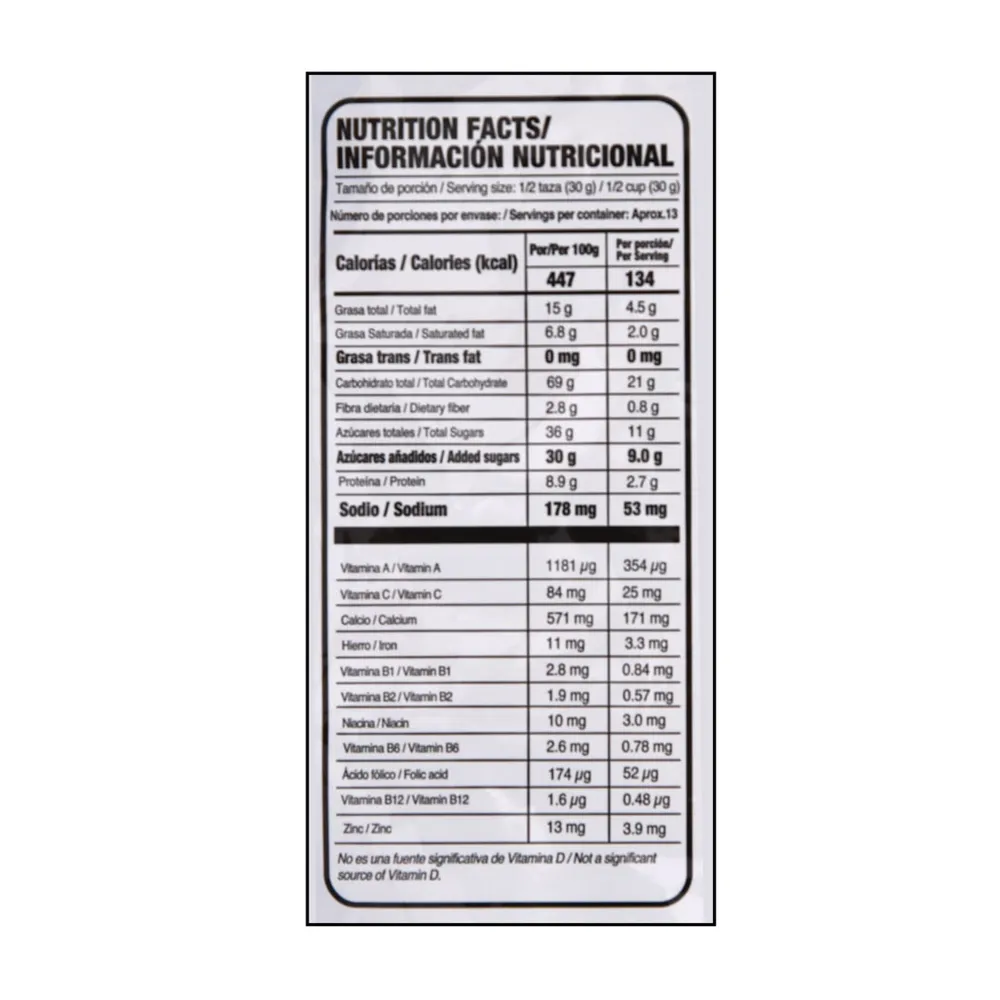 NUTRITION FACTS/
INFORMACIÓN NUTRICIONAL
Tamaño de porción / Serving size: 1/2 taza (30 g) / 1/2 cup (30 g)
Número de porciones por envase: / Servings per container: Aprox.13
Calorías / Calories (kcal) Por/Per 100g Por porción/ Per Serving
447 134
Grasa total / Total fat 15 g 4.5 g
Grasa Saturada / Saturated fat 6.8 g 2.0 g
Grasa trans / Trans fat 0 mg 0 mg
Carbohidrato total / Total Carbohydrate 69 g 21 g
Fibra dietaria / Dietary fiber 2.8 g 0.8 g
Azúcares totales / Total Sugars 36 g 11 g
Azúcares añadidos / Added sugars 30 g 9.0 g
Proteína / Protein 8.9 g 2.7 g
Sodio / Sodium 178 mg 53 mg
Vitamina A / Vitamin A 1181 µg 354 µg
Vitamina C / Vitamin C 84 mg 25 mg
Calcio / Calcium 571 mg 171 mg
Hierro / Iron 11 mg 3.3 mg
Vitamina B1 / Vitamin B1 2.8 mg 0.84 mg
Vitamina B2 / Vitamin B2 1.9 mg 0.57 mg
Niacina / Niacin 10 mg 3.0 mg
Vitamina B6 / Vitamin B6 2.6 mg 0.78 mg
Ácido fólico / Folic acid 174 µg 52 µg
Vitamina B12 / Vitamin B12 1.6 µg 0.48 µg
Zinc / Zinc 13 mg 3.9 mg
No es una fuente significativa de Vitamina D / Not a significant
source of Vitamin D.